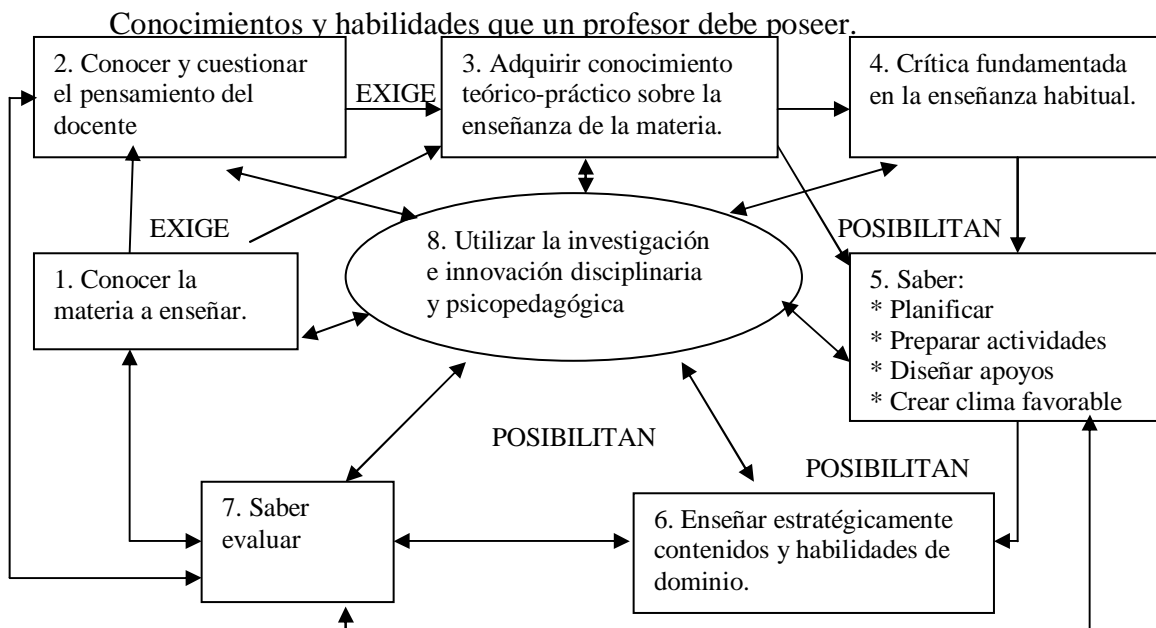 Conocimientos y habilidades que un profesor debe poseer.
2. Conocer y cuestionar
el pensamiento del
docente
EXIGE
3. Adquirir conocimiento
teórico-práctico sobre la
enseñanza de la materia.
4. Crítica fundamentada
en la enseñanza habitual.
EXIGE
POSIBILITAN
1. Conocer la
materia a enseñar.
8. Utilizar la investigación
e innovación disciplinaria
y psicopedagógica
5. Saber:
* Planificar
* Preparar actividades
* Diseñar apoyos
* Crear clima favorable
POSIBILITAN
POSIBILITAN
7. Saber
evaluar
6. Enseñar estratégicamente
contenidos y habilidades de
dominio.